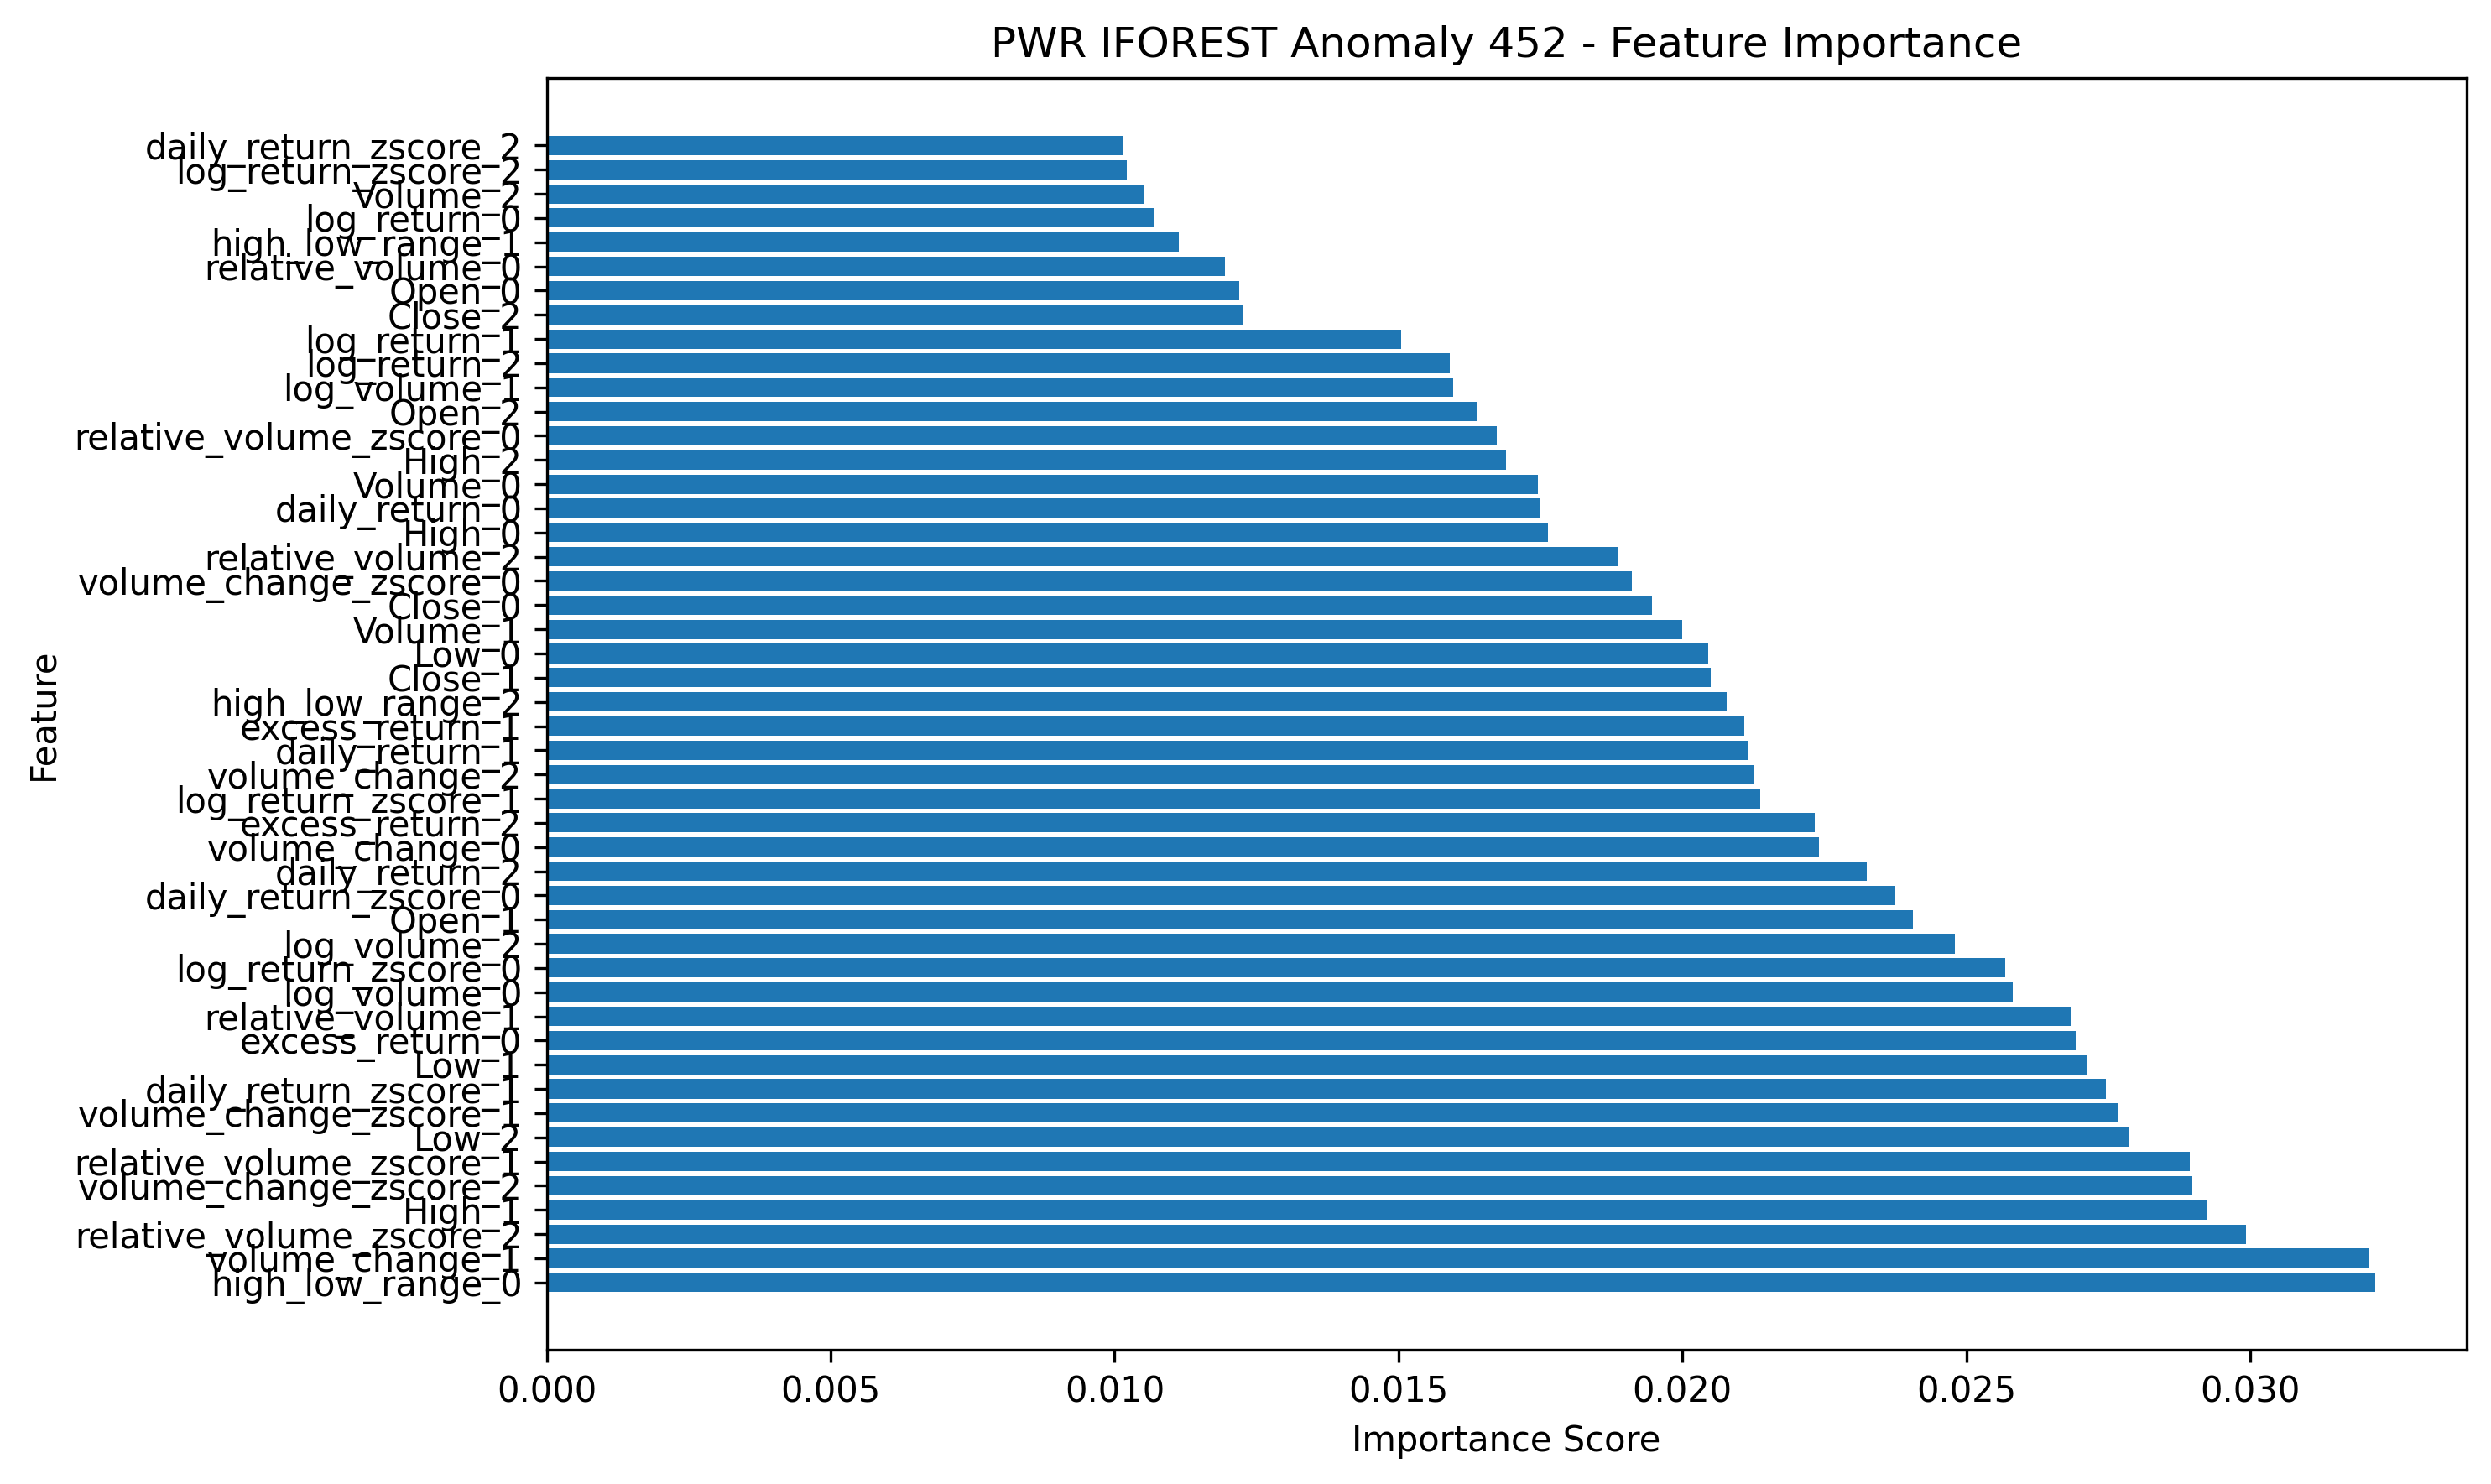 PWR IFOREST Anomaly 452 - Feature Importance
daily_return_zscore_2
log_return_zscore_2
Volume_2
log_return_0
high_low_range_1
relative_volume_0
Open_0
Close_2
log_return_1
log_return_2
log_volume_1
Open_2
relative_volume_zscore_0
High_2
Volume_0
daily_return_0
High_0
relative_volume_2
volume_change_zscore_0
Close_0
Volume_1
Low_0
Close_1
high_low_range_2
excess_return_1
daily_return_1
volume_change_2
log_return_zscore_1
excess_return_2
volume_change_0
daily_return_2
daily_return_zscore_0
Open_1
log_volume_2
log_return_zscore_0
log_volume_0
relative_volume_1
excess_return_0
Low_1
daily_return_zscore_1
volume_change_zscore_1
Low_2
relative_volume_zscore_1
volume_change_zscore_2
High_1
relative_volume_zscore_2
volume_change_1
high_low_range_0
Feature
0.000 0.005 0.010 0.015 0.020 0.025 0.030
Importance Score